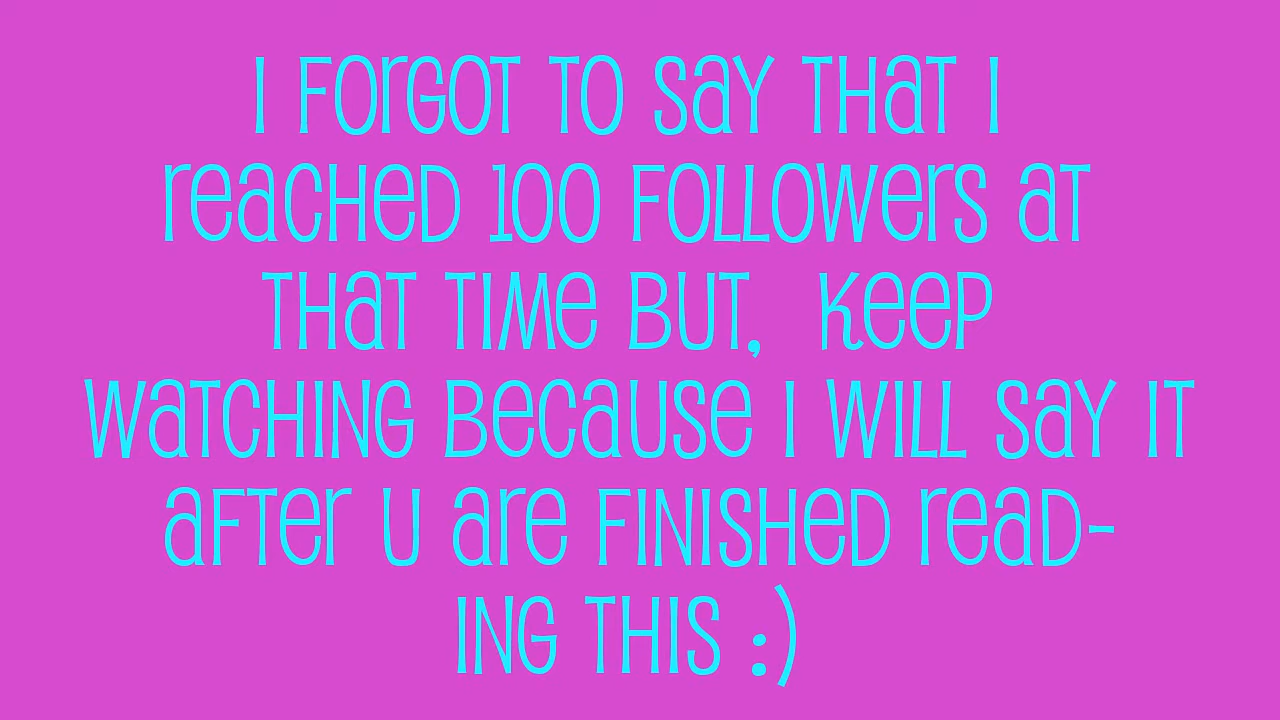 I FOrGOT TO SaY THaT I
reaCHeD 100 FOLLOWerS aT
THaT TIMe BUT,  KeeP
WaTCHING BeCaUSe I WILL SaY IT
aFTer U are FINISHeD reaD-
ING THIS :)